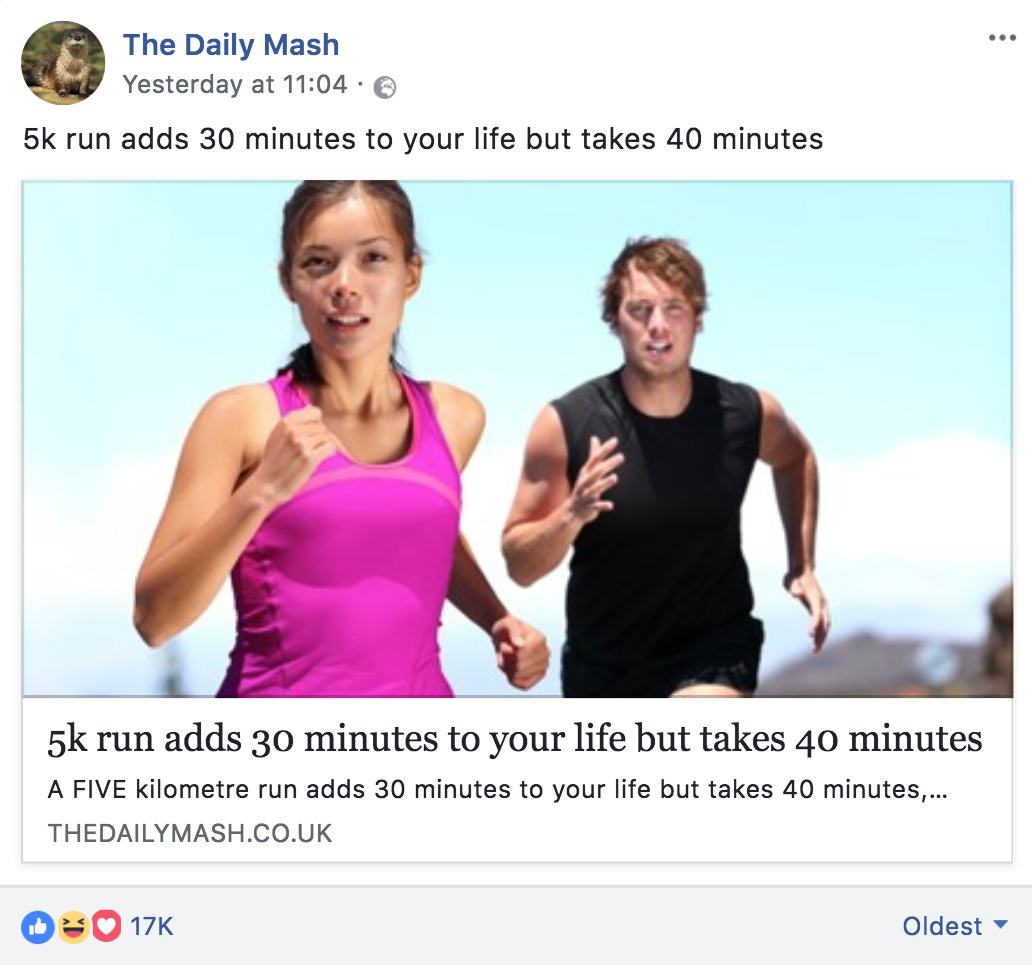 The Daily Mash
Yesterday at 11:04 ·
5k run adds 30 minutes to your life but takes 40 minutes
5k run adds 30 minutes to your life but takes 40 minutes
A FIVE kilometre run adds 30 minutes to your life but takes 40 minutes,...
THEDAILYMASH.CO.UK
17K
Oldest